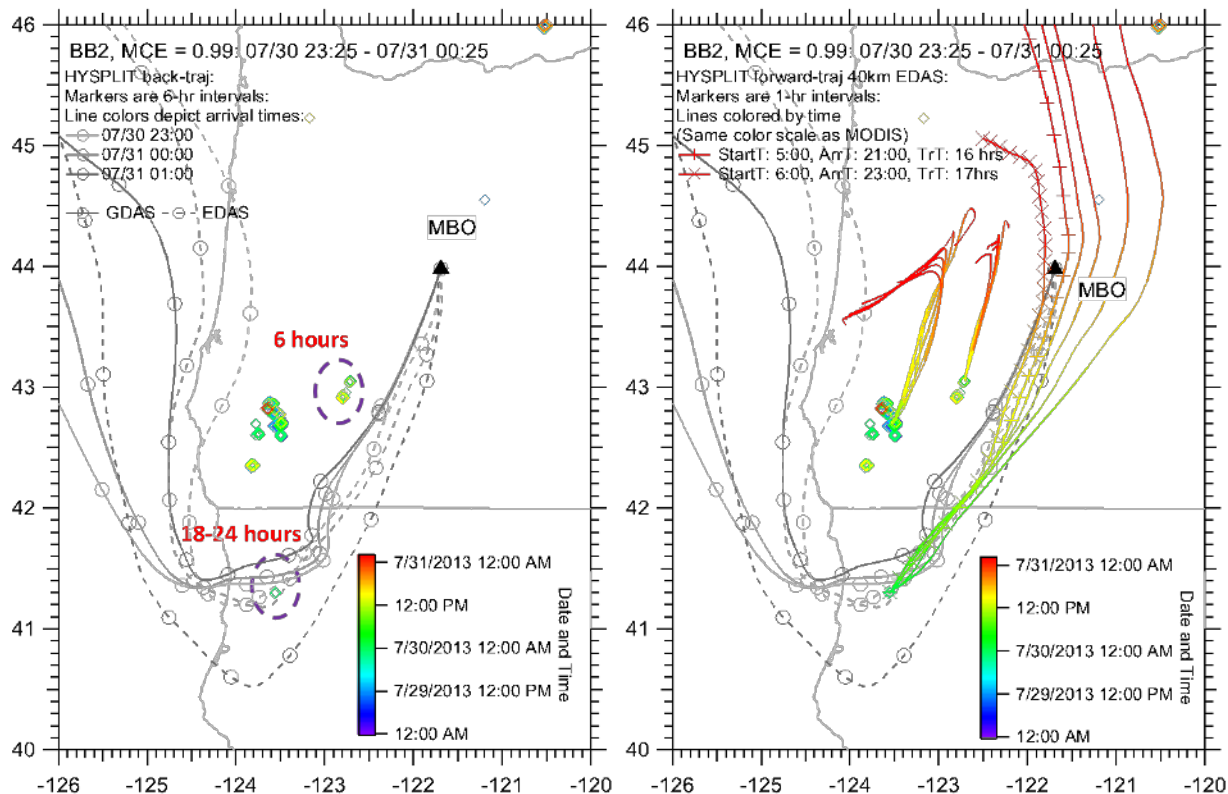 BB2, MCE = 0.99: 07/30 23:25 - 07/31 00:25
HYSPLIT back-traj:
Markers are 6-hr intervals:
Line colors depict arrival times:
07/30 23:00
07/31 00:00
07/31 01:00
GDAS
EDAS
MBO
6 hours
18-24 hours
7/31/2013 12:00 AM
12:00 PM
7/30/2013 12:00 AM
7/29/2013 12:00 PM
12:00 AM
Date and Time
46
45
44
43
42
41
40
-126 -125 -124 -123 -122 -121 -120
BB2, MCE = 0.99: 07/30 23:25 - 07/31 00:25
HYSPLIT forward-traj 40km EDAS:
Markers are 1-hr intervals:
Lines colored by time
(Same color scale as MODIS)
StartT: 5:00, ArrT: 21:00, TrT: 16 hrs
StartT: 6:00, ArrT: 23:00, TrT: 17hrs
MBO
7/31/2013 12:00 AM
12:00 PM
7/30/2013 12:00 AM
7/29/2013 12:00 PM
12:00 AM
Date and Time
46
45
44
43
42
41
40
-126 -125 -124 -123 -122 -121 -120